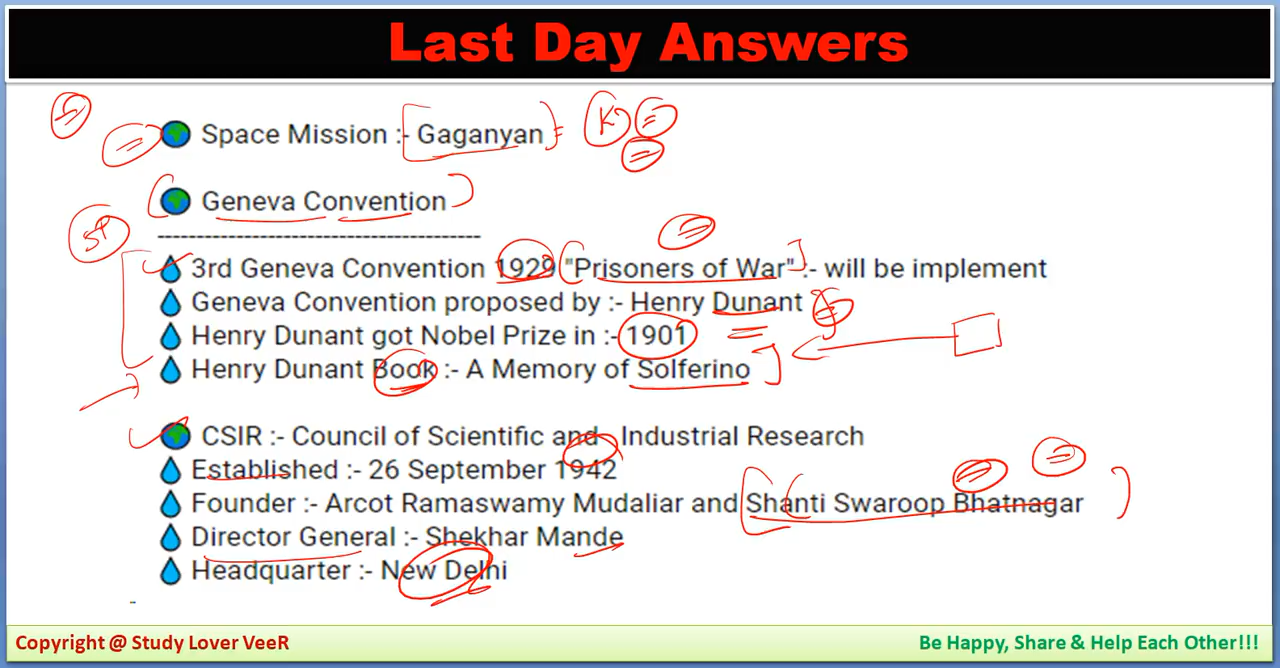 Last Day Answers
Space Mission :- Gaganyan
Geneva Convention
----------------------------------------
3rd Geneva Convention 1929 "Prisoners of War" :- will be implement
Geneva Convention proposed by :- Henry Dunant
Henry Dunant got Nobel Prize in :- 1901
Henry Dunant Book :- A Memory of Solferino
CSIR :- Council of Scientific and Industrial Research
Established :- 26 September 1942
Founder :- Arcot Ramaswamy Mudaliar and Shanti Swaroop Bhatnagar
Director General :- Shekhar Mande
Headquarter :- New Delhi
Copyright @ Study Lover VeeR
Be Happy, Share & Help Each Other!!!